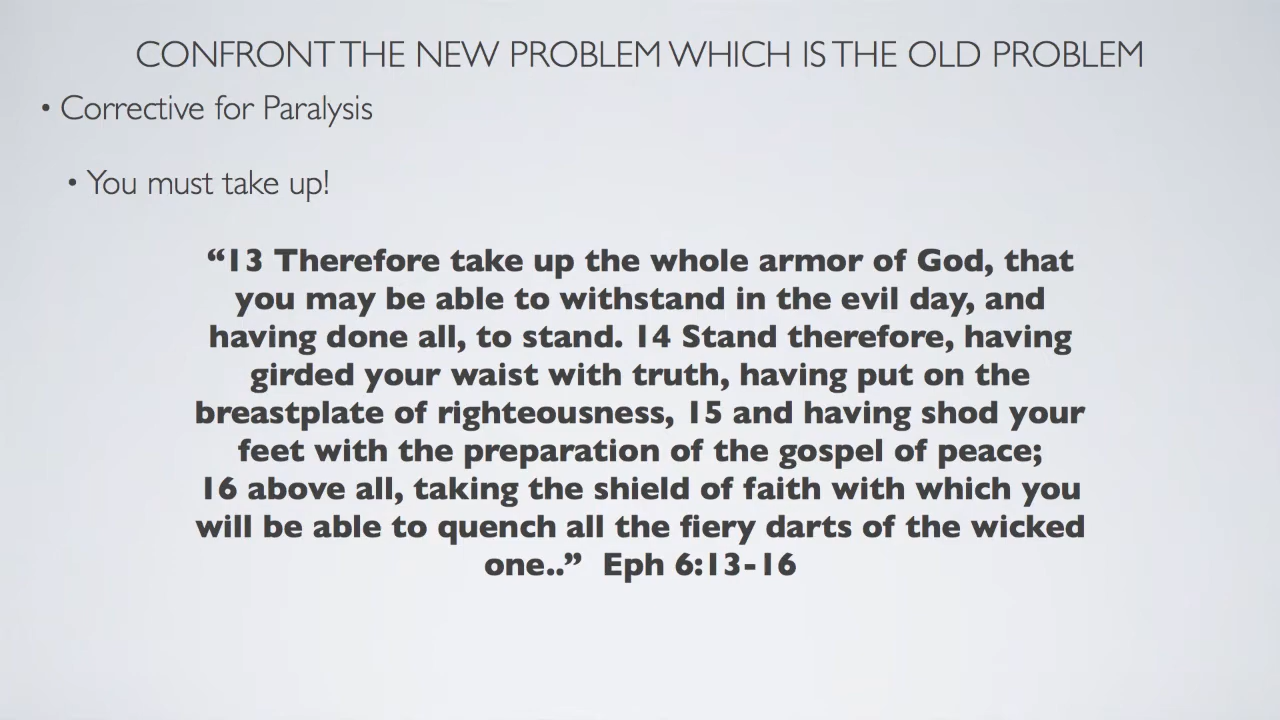 CONFRONT THE NEW PROBLEM WHICH IS THE OLD PROBLEM
• Corrective for Paralysis
• You must take up!
“13 Therefore take up the whole armor of God, that
you may be able to withstand in the evil day, and
having done all, to stand. 14 Stand therefore, having
girded your waist with truth, having put on the
breastplate of righteousness, 15 and having shod your
feet with the preparation of the gospel of peace;
16 above all, taking the shield of faith with which you
will be able to quench all the fiery darts of the wicked
one..” Eph 6:13-16